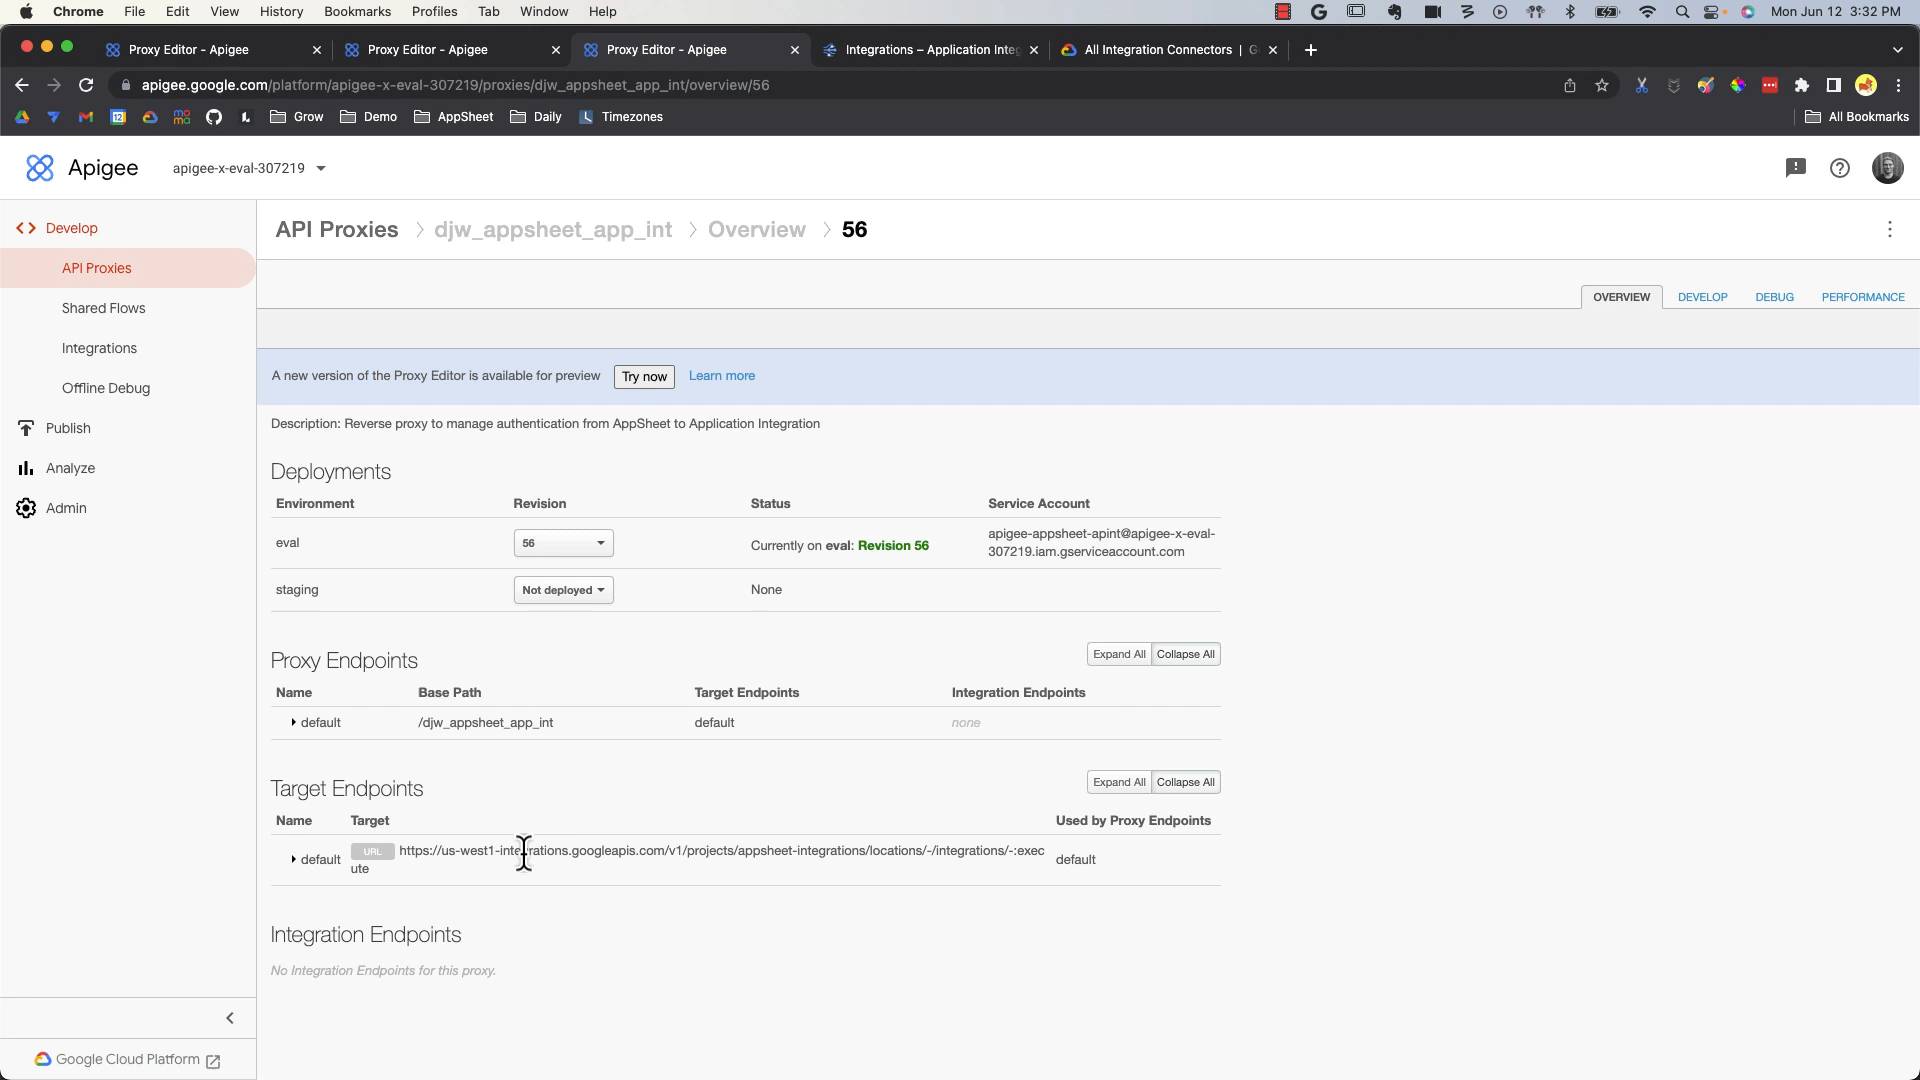 Chrome File Edit View History Bookmarks Profiles Tab Window Help Mon Jun 12 3:32 PM
Proxy Editor - Apigee Proxy Editor - Apigee Proxy Editor - Apigee Integrations – Application Integ All Integration Connectors | G
apigee.google.com/platform/apigee-x-eval-307219/proxies/djw_appsheet_app_int/overview/56
Grow Demo AppSheet Daily Timezones All Bookmarks
Apigee apigee-x-eval-307219
Develop
API Proxies
Shared Flows
Integrations
Offline Debug
Publish
Analyze
Admin
Google Cloud Platform
API Proxies djw_appsheet_app_int Overview 56
OVERVIEW DEVELOP DEBUG PERFORMANCE
A new version of the Proxy Editor is available for preview Try now Learn more
Description: Reverse proxy to manage authentication from AppSheet to Application Integration
Deployments
Environment Revision Status Service Account
eval 56 Currently on eval: Revision 56 apigee-appsheet-apint@apigee-x-eval-
307219.iam.gserviceaccount.com
staging Not deployed None
Proxy Endpoints Expand All Collapse All
Name Base Path Target Endpoints Integration Endpoints
default /djw_appsheet_app_int default none
Target Endpoints Expand All Collapse All
Name Target Used by Proxy Endpoints
default URL https://us-west1-integrations.googleapis.com/v1/projects/appsheet-integrations/locations/-/integrations/-:exec default
ute
Integration Endpoints
No Integration Endpoints for this proxy.